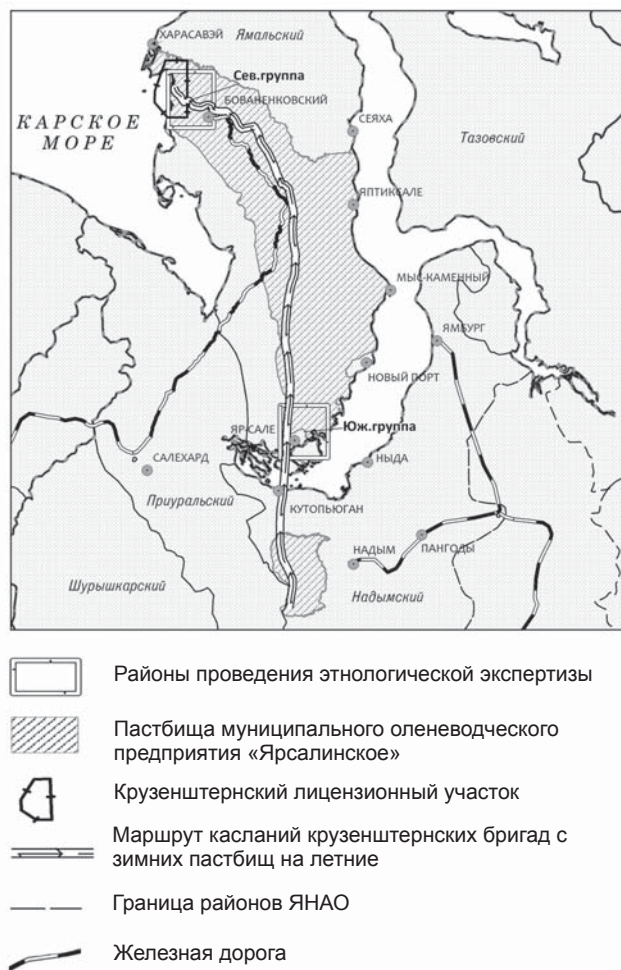 ХАРАСАВЭЙ
Ямальский
Сев.группа
БОВАНЕНКОВСКИЙ
КАРСКОЕ
МОРЕ
СЕЯХА
Тазовский
ЯПТИКСАЛЕ
МЫС-КАМЕННЫЙ
ЯМБУРГ
НОВЫЙ ПОРТ
ЯР-САЛЕ
Юж.группа
САЛЕХАРД
НЫДА
Приуральский
КУТОПЬЮГАН
НАДЫМ
ПАНГОДЫ
Шурышкарский
Надымский
Районы проведения этнологической экспертизы
Пастбища муниципального оленеводческого
предприятия «Ярсалинское»
Крузенштернский лицензионный участок
Маршрут касланий крузенштернских бригад с
зимних пастбищ на летние
Граница районов ЯНАО
Железная дорога